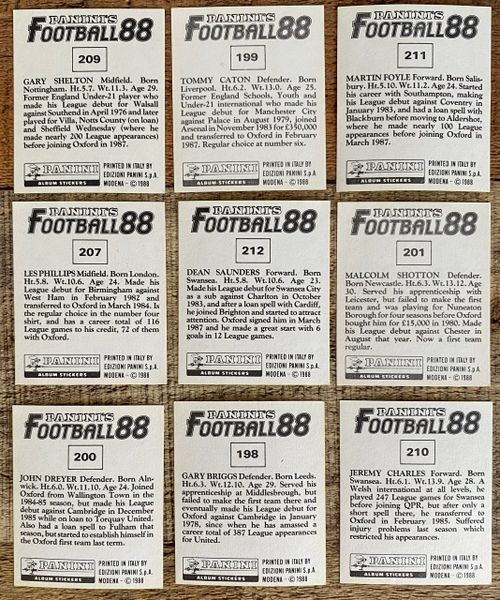 PANINI'S
FOOTBALL 88
209
GARY SHELTON Midfield. Born
Nottingham. Ht.5.7. Wt.11.3. Age 29.
Former England Under-21 player who
made his League debut for Walsall
against Southend in April 1976 and later
played for Villa, Notts County (on loan)
and Sheffield Wednesday (where he
made nearly 200 League appearances)
before joining Oxford in 1987.
PANINI
ALBUM STICKERS
PRINTED IN ITALY BY
EDIZIONI PANINI S.p.A.
MODENA - © 1988
PANINI'S
FOOTBALL 88
199
TOMMY CATON Defender. Born
Liverpool. Ht.6.2. Wt.13.0. Age 25.
Former England Schools, Youth and
Under-21 international who made his
League debut for Manchester City
against Palace in August 1979, joined
Arsenal in November 1983 for £350,000
and transferred to Oxford in February
1987. Regular choice at number six.
PANINI
ALBUM STICKERS
PRINTED IN ITALY BY
EDIZIONI PANINI S.p.A.
MODENA - © 1988
PANINI'S
FOOTBALL 88
211
MARTIN FOYLE Forward. Born Salis-
bury. Ht.5.10. Wt.11.2. Age 24. Started
his career with Southampton, making
his League debut against Coventry in
January 1983, and had a loan spell with
Blackburn before moving to Aldershot,
where he made nearly 100 League
appearances before joining Oxford in
March 1987.
PANINI
ALBUM STICKERS
PRINTED IN ITALY BY
EDIZIONI PANINI S.p.A.
MODENA - © 1988
PANINI'S
FOOTBALL 88
207
LES PHILLIPS Midfield. Born London.
Ht.5.8. Wt.10.6. Age 24. Made his
League debut for Birmingham against
West Ham in February 1982 and
transferred to Oxford in March 1984. Is
the regular choice in the number four
shirt, and has a career total of 116
League games to his credit, 72 of them
with Oxford.
PANINI
ALBUM STICKERS
PRINTED IN ITALY BY
EDIZIONI PANINI S.p.A.
MODENA - © 1988
PANINI'S
FOOTBALL 88
212
DEAN SAUNDERS Forward. Born
Swansea. Ht.5.8. Wt.10.6. Age 23.
Made his League debut for Swansea City
as a sub against Charlton in October
1983, and after a loan spell with Cardiff,
he joined Brighton and started to attract
attention. Oxford signed him in March
1987 and he made a great start with 6
goals in 12 League games.
PANINI
ALBUM STICKERS
PRINTED IN ITALY BY
EDIZIONI PANINI S.p.A.
MODENA - © 1988
PANINI'S
FOOTBALL 88
201
MALCOLM SHOTTON Defender.
Born Newcastle. Ht.6.3. Wt.13.12. Age
30. Served his apprenticeship with
Leicester, but failed to make the first
team and was playing for Nuneaton
Borough for four seasons before Oxford
bought him for £15,000 in 1980. Made
his League debut against Chester in
August that year. Now a first team
regular.
PANINI
ALBUM STICKERS
PRINTED IN ITALY BY
EDIZIONI PANINI S.p.A.
MODENA - © 1988
PANINI'S
FOOTBALL 88
200
JOHN DREYER Defender. Born Aln-
wick. Ht.6.0. Wt.11.10. Age 24. Joined
Oxford from Wallington Town in the
1984-85 season, but made his League
debut against Cambridge in December
1985 while on loan to Torquay United.
Also had a loan spell to Fulham that
season, but started to establish himself in
the Oxford first team last term.
PANINI
ALBUM STICKERS
PRINTED IN ITALY BY
EDIZIONI PANINI S.p.A.
MODENA - © 1988
PANINI'S
FOOTBALL 88
198
GARY BRIGGS Defender. Born Leeds.
Ht.6.3. Wt.12.10. Age 29. Served his
apprenticeship at Middlesbrough, but
failed to make the first team there and
eventually made his League debut for
Oxford against Cambridge in January
1978, since when he has amassed a
career total of 387 League appearances
for United.
PANINI
ALBUM STICKERS
PRINTED IN ITALY BY
EDIZIONI PANINI S.p.A.
MODENA - © 1988
PANINI'S
FOOTBALL 88
210
JEREMY CHARLES Forward. Born
Swansea. Ht.6.1. Wt.13.9. Age 28. A
Welsh international at all levels, he
played 247 League games for Swansea
before joining QPR, but after only a
short spell there, he transferred to
Oxford in February 1985. Suffered
injury problems last season which
restricted his appearances.
PANINI
ALBUM STICKERS
PRINTED IN ITALY BY
EDIZIONI PANINI S.p.A.
MODENA - © 1988